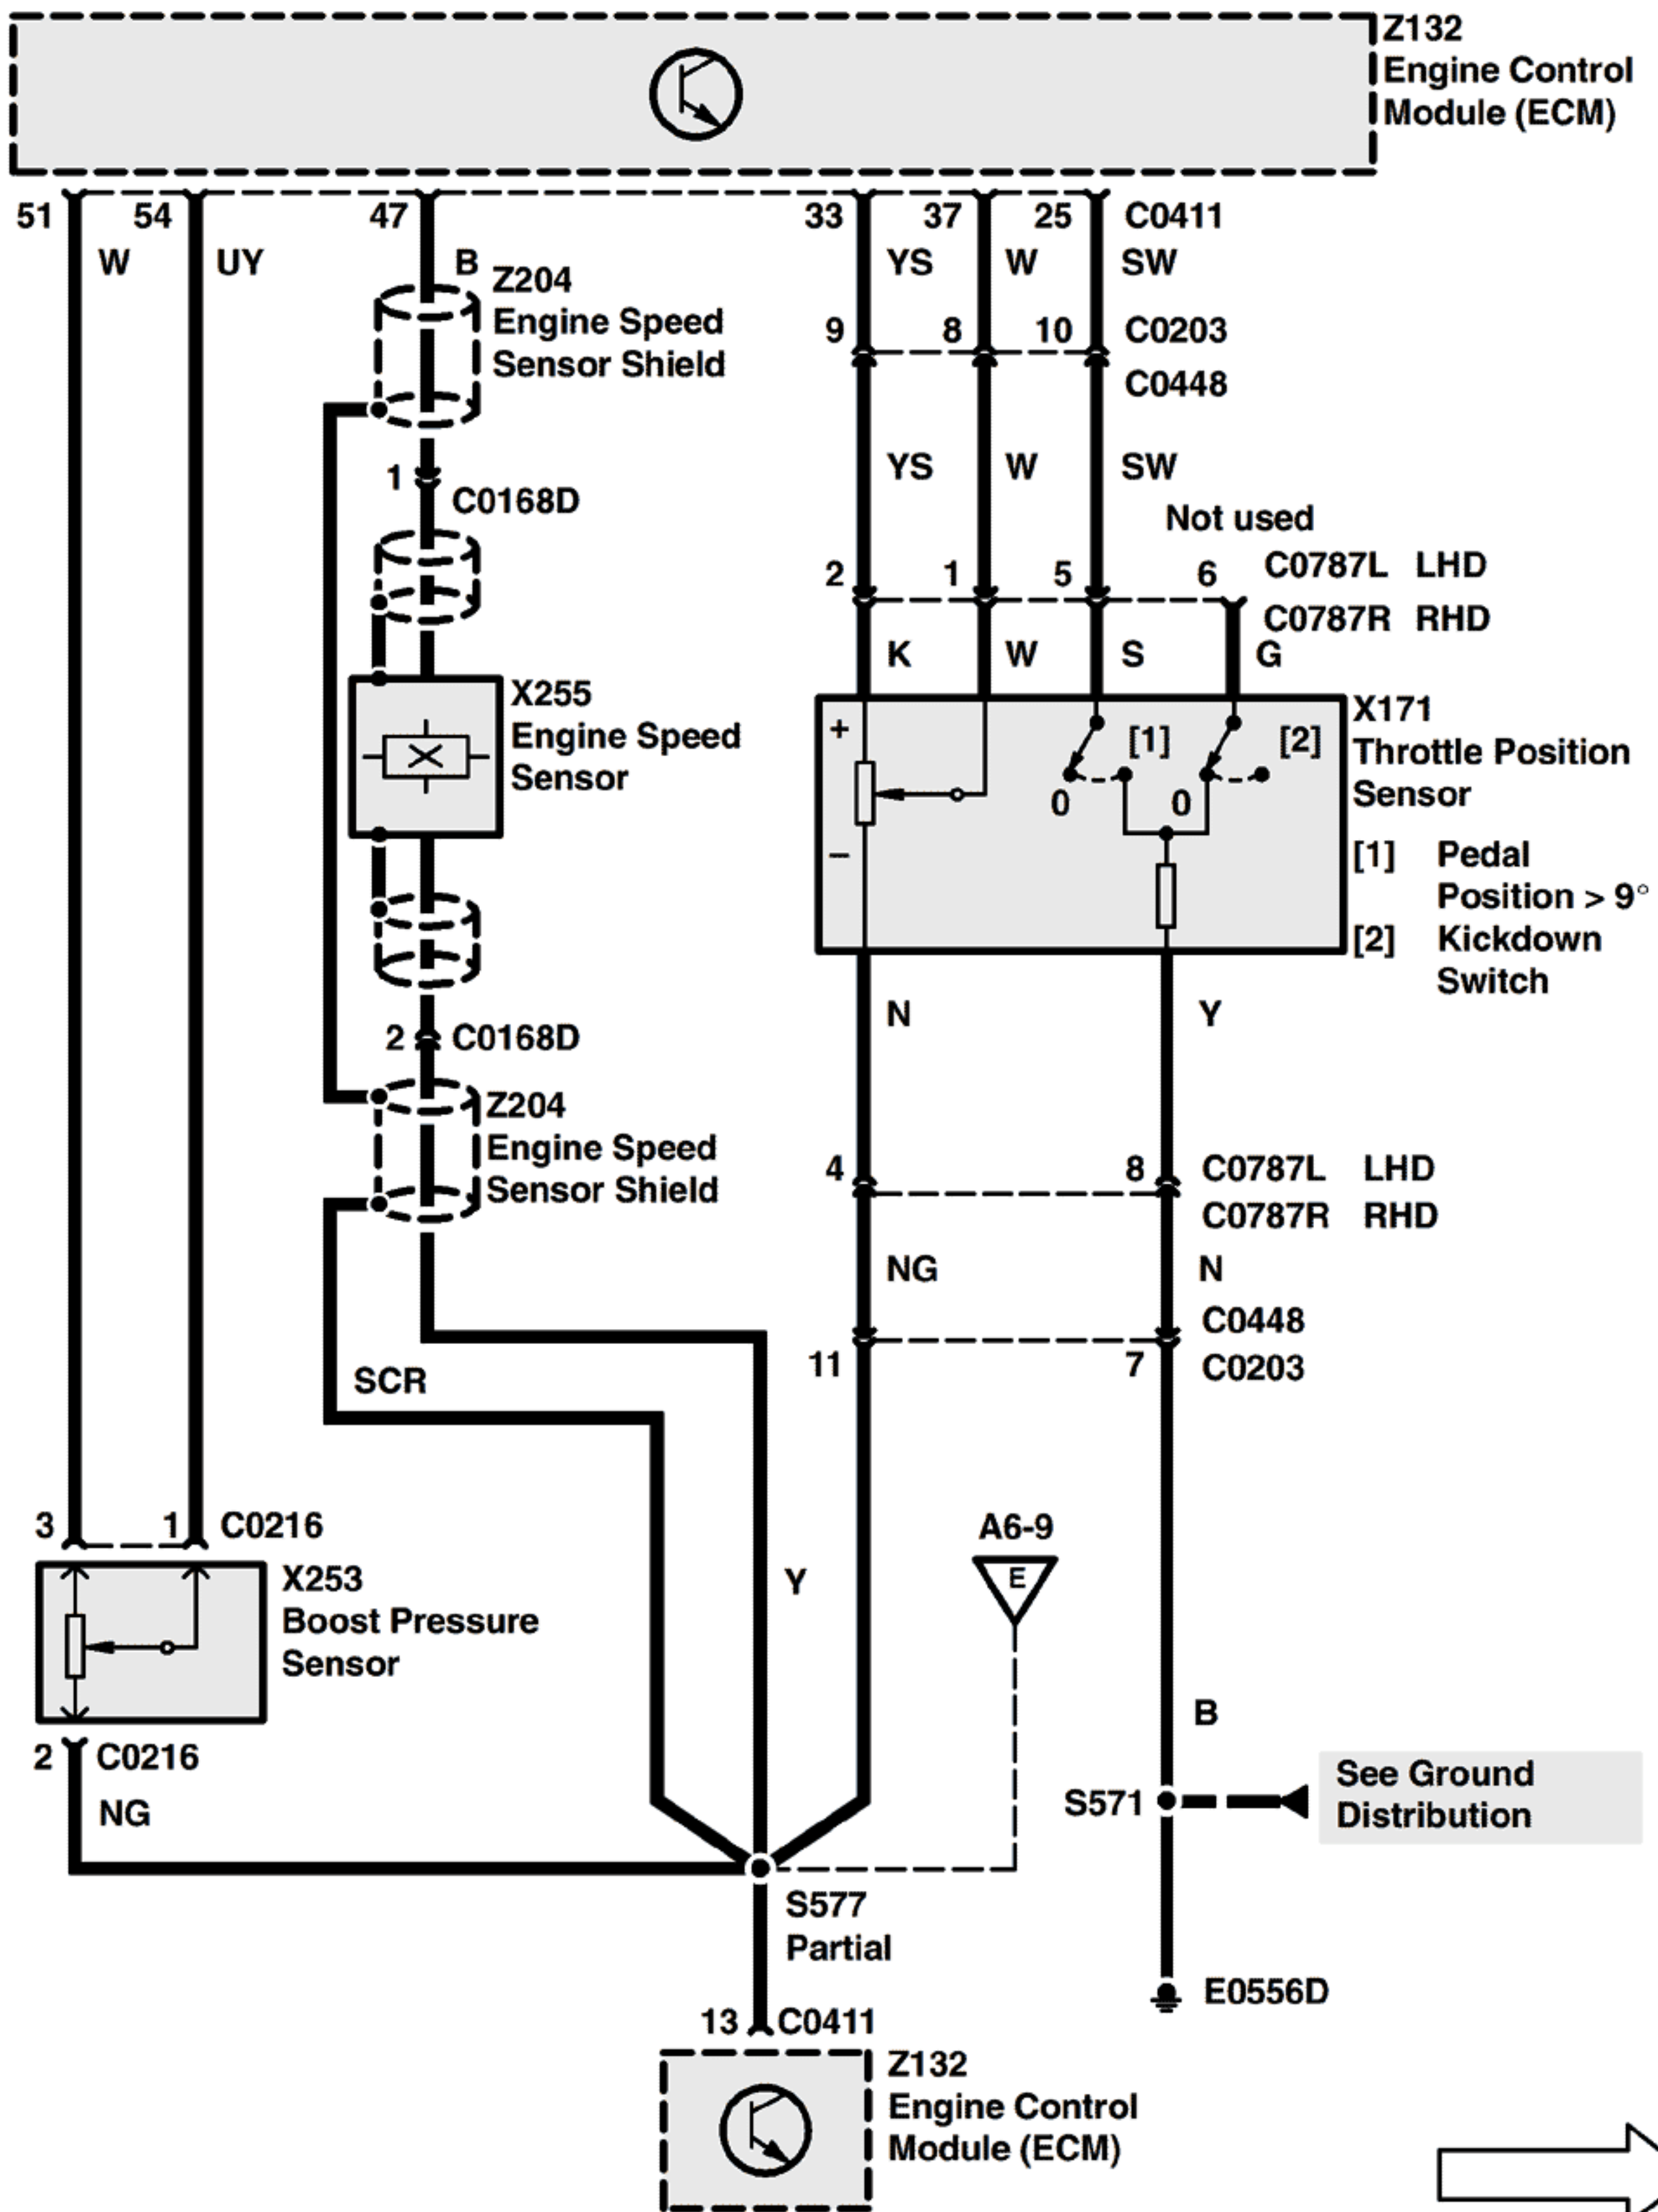 Z132
Engine Control
Module (ECM)
51 54 47 33 37 25 C0411
W UY B YS W SW
Z204
Engine Speed
Sensor Shield
9 8 10 C0203
C0448
YS W SW
1
C0168D
Not used
2 1 5 6 C0787L LHD
C0787R RHD
K W S G
X255
Engine Speed
Sensor
X171
Throttle Position
Sensor
+ [1] [2]
0 0
–
[1] Pedal
Position > 9°
[2] Kickdown
Switch
N Y
2 C0168D
Z204
Engine Speed
Sensor Shield
4 8 C0787L LHD
C0787R RHD
NG N
C0448
11 7 C0203
SCR
3 1 C0216
A6-9
E
X253
Boost Pressure
Sensor
Y
B
2 C0216
NG
S571
See Ground
Distribution
S577
Partial
E0556D
13 C0411
Z132
Engine Control
Module (ECM)